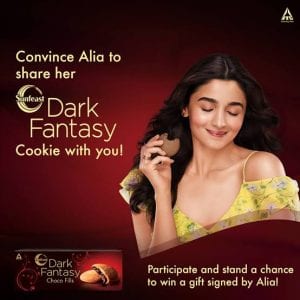 Convince Alia to
share her
Sunfeast
Dark
Fantasy
Cookie with you!
Dark
Fantasy
Choco Fills
Participate and stand a chance
to win a gift signed by Alia!